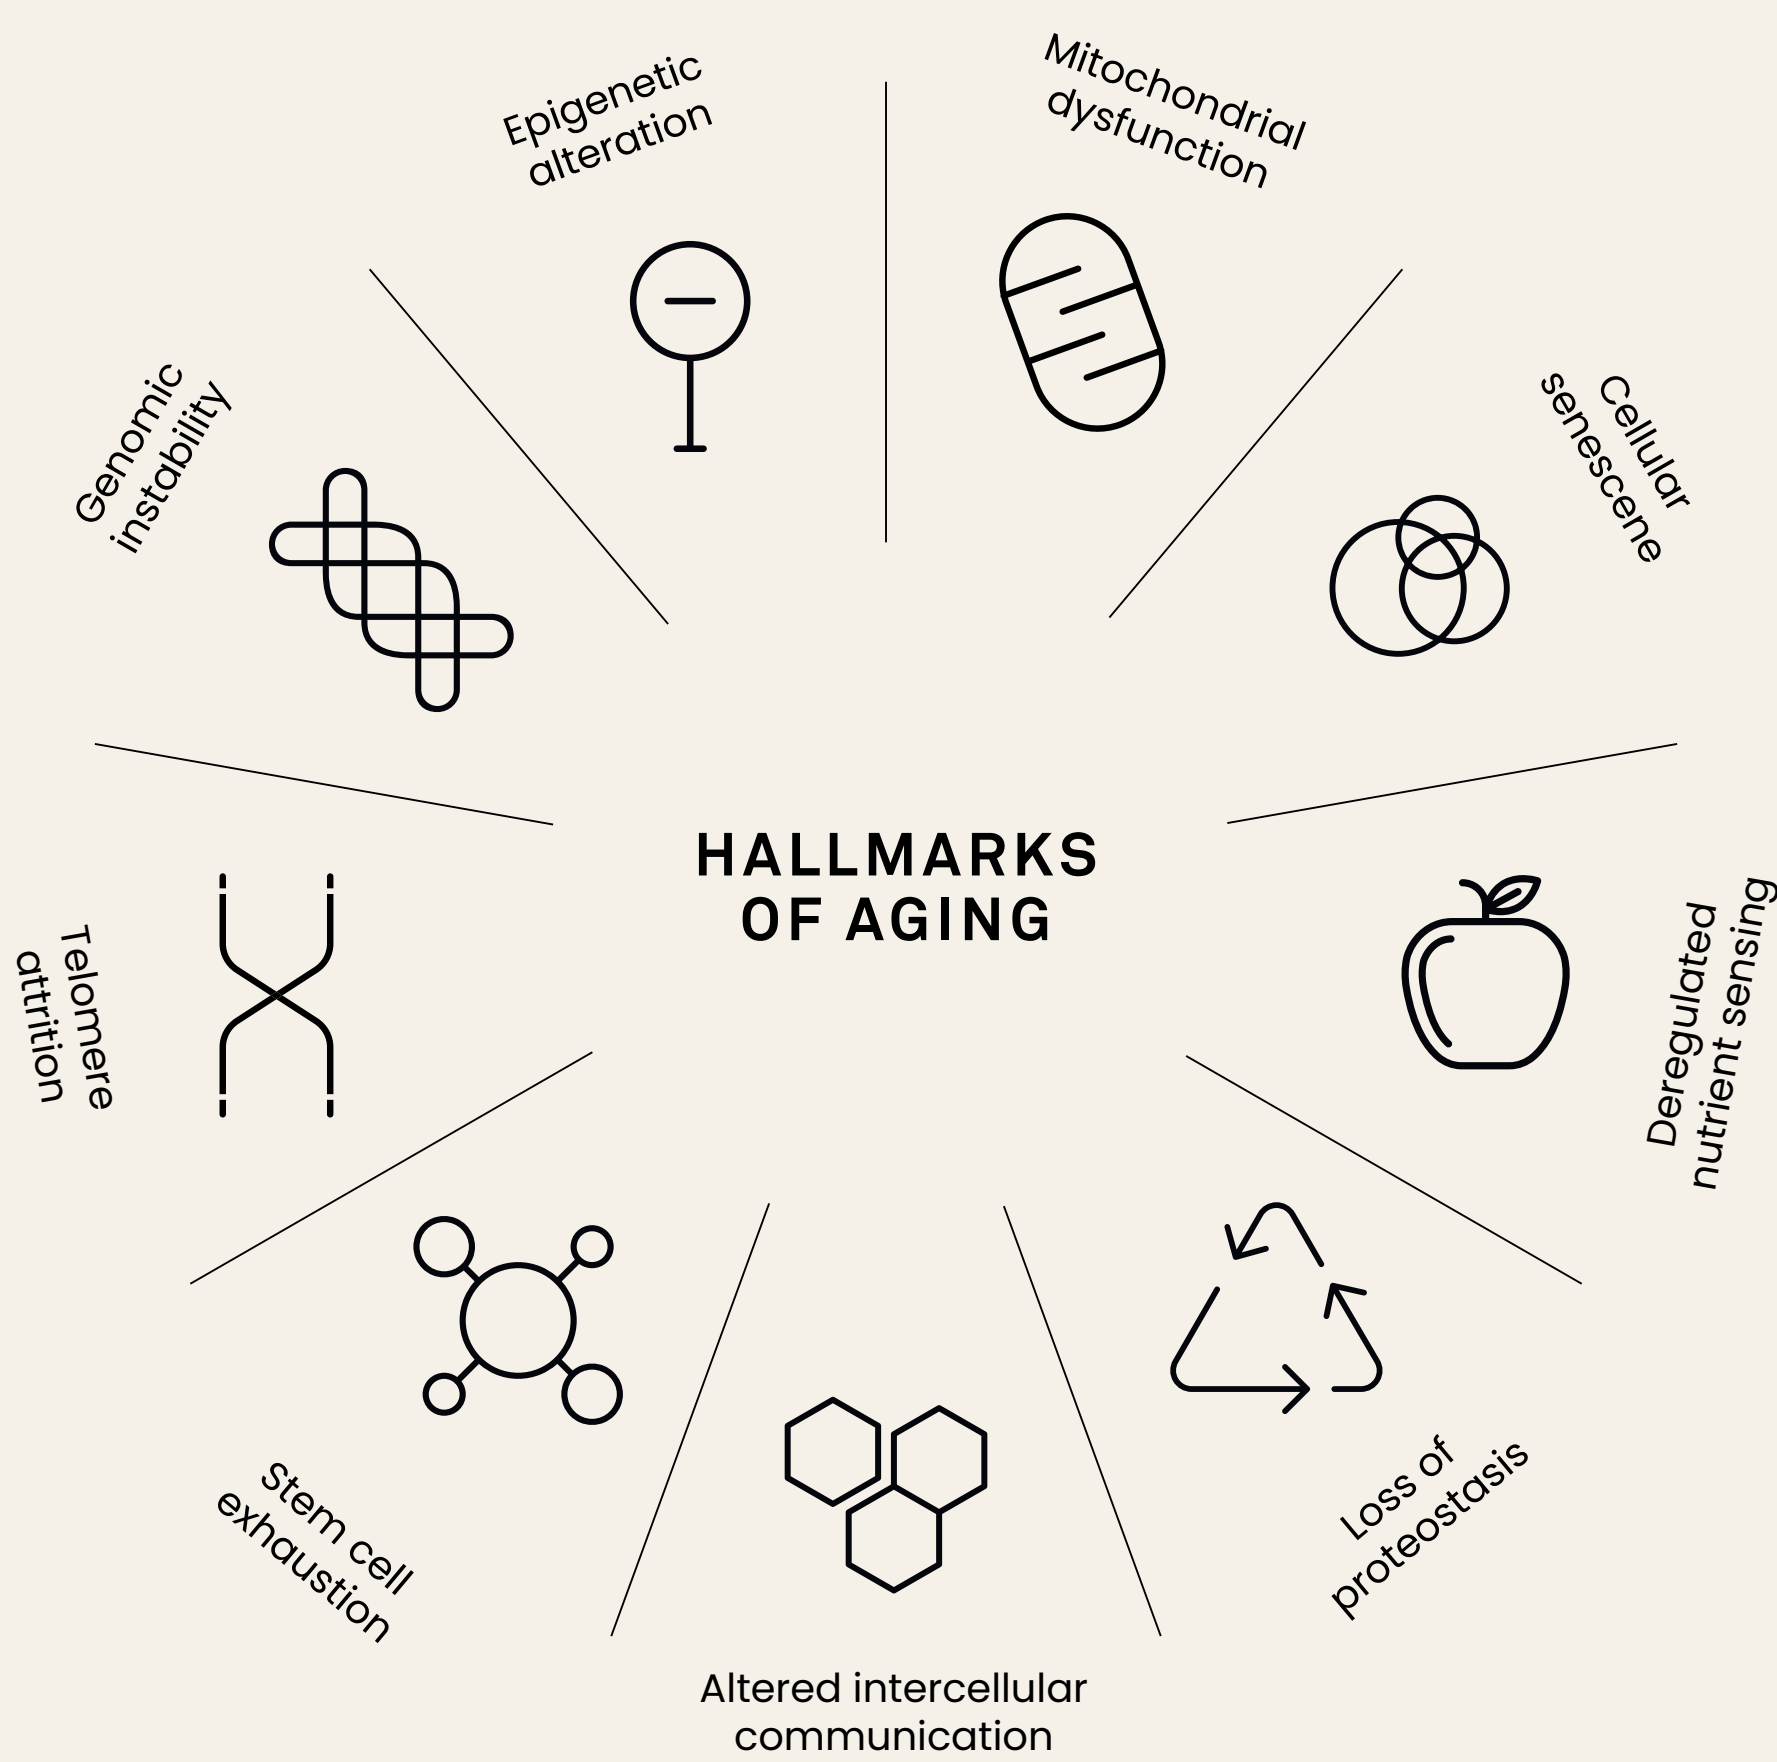 Epigenetic
alteration
Mitochondrial
dysfunction
Cellular
senescene
Deregulated
nutrient sensing
Loss of
proteostasis
Altered intercellular
communication
Stem cell
exhaustion
Telomere
attrition
Genomic
instability
HALLMARKS
OF AGING